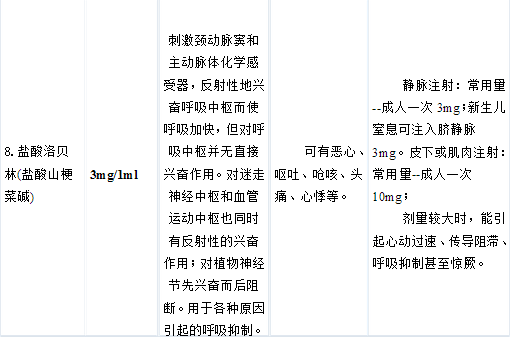 8. 盐酸洛贝
林(盐酸山梗
菜碱)
3mg/1ml
刺激颈动脉窦和
主动脉体化学感
受器，反射性地兴
奋呼吸中枢而使
呼吸加快，但对呼
吸中枢并无直接
兴奋作用。对迷走
神经中枢和血管
运动中枢也同时
有反射性的兴奋
作用；对植物神经
节先兴奋而后阻
断。用于各种原因
引起的呼吸抑制。
可有恶心、
呕吐、呛咳、头
痛、心悸等。
静脉注射：常用量
--成人一次 3mg;新生儿
窒息可注入脐静脉
3mg。皮下或肌肉注射：
常用量--成人一次
10mg；
剂量较大时，能引
起心动过速、传导阻滞、
呼吸抑制甚至惊厥。